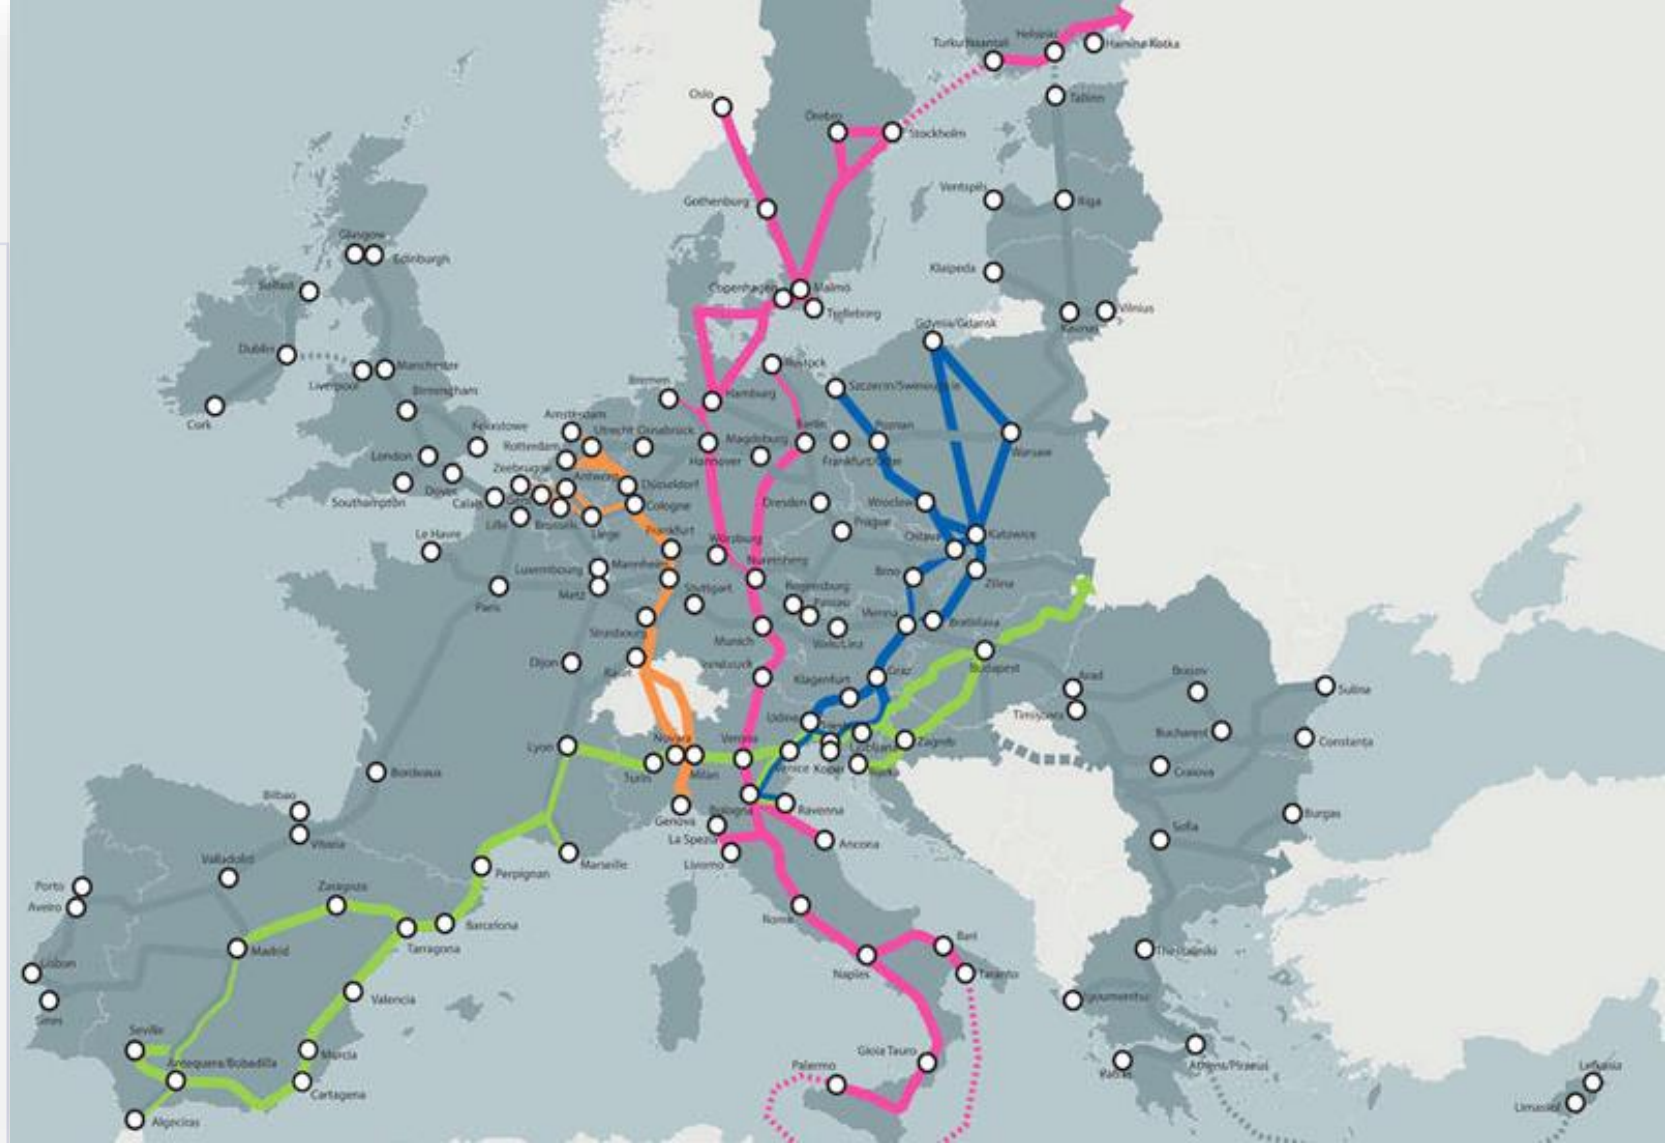 Helsinki
Turku/Naantali
Hamina-Kotka
Oslo
Tallinn
Örebro
Stockholm
Ventspils
Riga
Gothenburg
Glasgow
Edinburgh
Klaipeda
Belfast
Copenhagen
Malmö
Trelleborg
Kaunas
Vilnius
Gdynia/Gdansk
Dublin
Manchester
Liverpool
Rostock
Bremen
Birmingham
Hamburg
Cork
Amsterdam
Felixstowe
Utrecht
Osnabrück
Magdeburg
Berlin
Poznan
Rotterdam
Hannover
Frankfurt/Oder
Warsaw
London
Zeebrugge
Antwerp
Düsseldorf
Dover
Southampton
Calais
Cologne
Dresden
Wroclaw
Lille
Brussels
Liège
Prague
Le Havre
Frankfurt
Würzburg
Ostava
Katowice
Luxembourg
Mannheim
Nuremberg
Brno
Zilina
Metz
Stuttgart
Regensburg
Passau
Paris
Vienna
Bratislava
Strasbourg
Munich
Wels/Linz
Dijon
Basel
Innsbruck
Graz
Budapest
Klagenfurt
Arad
Brasov
Sulina
Timișoara
Udine
Bucharest
Constanta
Lyon
Novara
Verona
Ljubljana
Zagreb
Turin
Milan
Venice
Koper
Bordeaux
Craiova
Bilbao
Vitoria
Genova
Bologna
Ravenna
Burgas
La Spezia
Sofia
Livorno
Ancona
Valladolid
Marseille
Perpignan
Porto
Aveiro
Zaragoza
Barcelona
Rome
Madrid
Tarragona
Bari
Thessaloniki
Lisbon
Naples
Taranto
Valencia
Igoumenitsa
Sines
Seville
Murcia
Antequera/Bobadilla
Gioia Tauro
Palermo
Patras
Athens/Piraeus
Lefkosia
Cartagena
Limassol
Algeciras